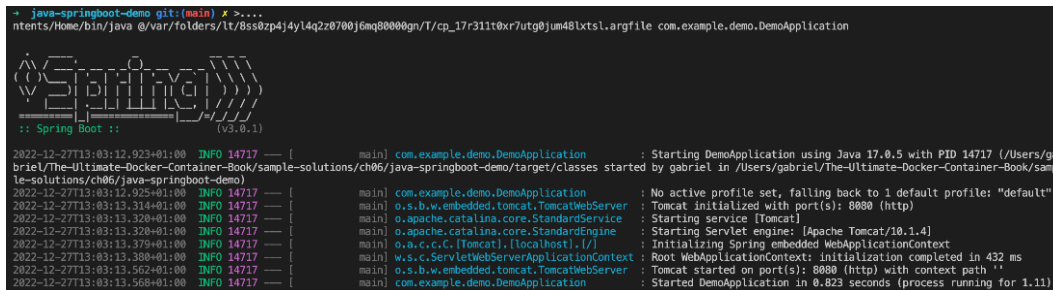 → java-springboot-demo git:(main) ✗ >....
ntents/Home/bin/java @/var/folders/lt/8ss0zp4j4yl4q2z0700j6mq80000gn/T/cp_17r311t0xr7utg0jum48lxtsl.argfile com.example.demo.DemoApplication
Spring
:: Spring Boot :: (v3.0.1)
2022-12-27T13:03:12.923+01:00 INFO 14717 --- [ main] com.example.demo.DemoApplication : Starting DemoApplication using Java 17.0.5 with PID 14717 (/Users/ga
briel/The-Ultimate-Docker-Container-Book/sample-solutions/ch06/java-springboot-demo/target/classes started by gabriel in /Users/gabriel/The-Ultimate-Docker-Container-Book/samp
le-solutions/ch06/java-springboot-demo)
2022-12-27T13:03:12.925+01:00 INFO 14717 --- [ main] com.example.demo.DemoApplication : No active profile set, falling back to 1 default profile: "default"
2022-12-27T13:03:13.314+01:00 INFO 14717 --- [ main] o.s.b.w.embedded.tomcat.TomcatWebServer : Tomcat initialized with port(s): 8080 (http)
2022-12-27T13:03:13.320+01:00 INFO 14717 --- [ main] o.apache.catalina.core.StandardService : Starting service [Tomcat]
2022-12-27T13:03:13.320+01:00 INFO 14717 --- [ main] o.apache.catalina.core.StandardEngine : Starting Servlet engine: [Apache Tomcat/10.1.4]
2022-12-27T13:03:13.379+01:00 INFO 14717 --- [ main] o.a.c.c.C.[Tomcat].[localhost].[/] : Initializing Spring embedded WebApplicationContext
2022-12-27T13:03:13.380+01:00 INFO 14717 --- [ main] w.s.c.ServletWebServerApplicationContext : Root WebApplicationContext: initialization completed in 432 ms
2022-12-27T13:03:13.562+01:00 INFO 14717 --- [ main] o.s.b.w.embedded.tomcat.TomcatWebServer : Tomcat started on port(s): 8080 (http) with context path ''
2022-12-27T13:03:13.568+01:00 INFO 14717 --- [ main] com.example.demo.DemoApplication : Started DemoApplication in 0.823 seconds (process running for 1.11)